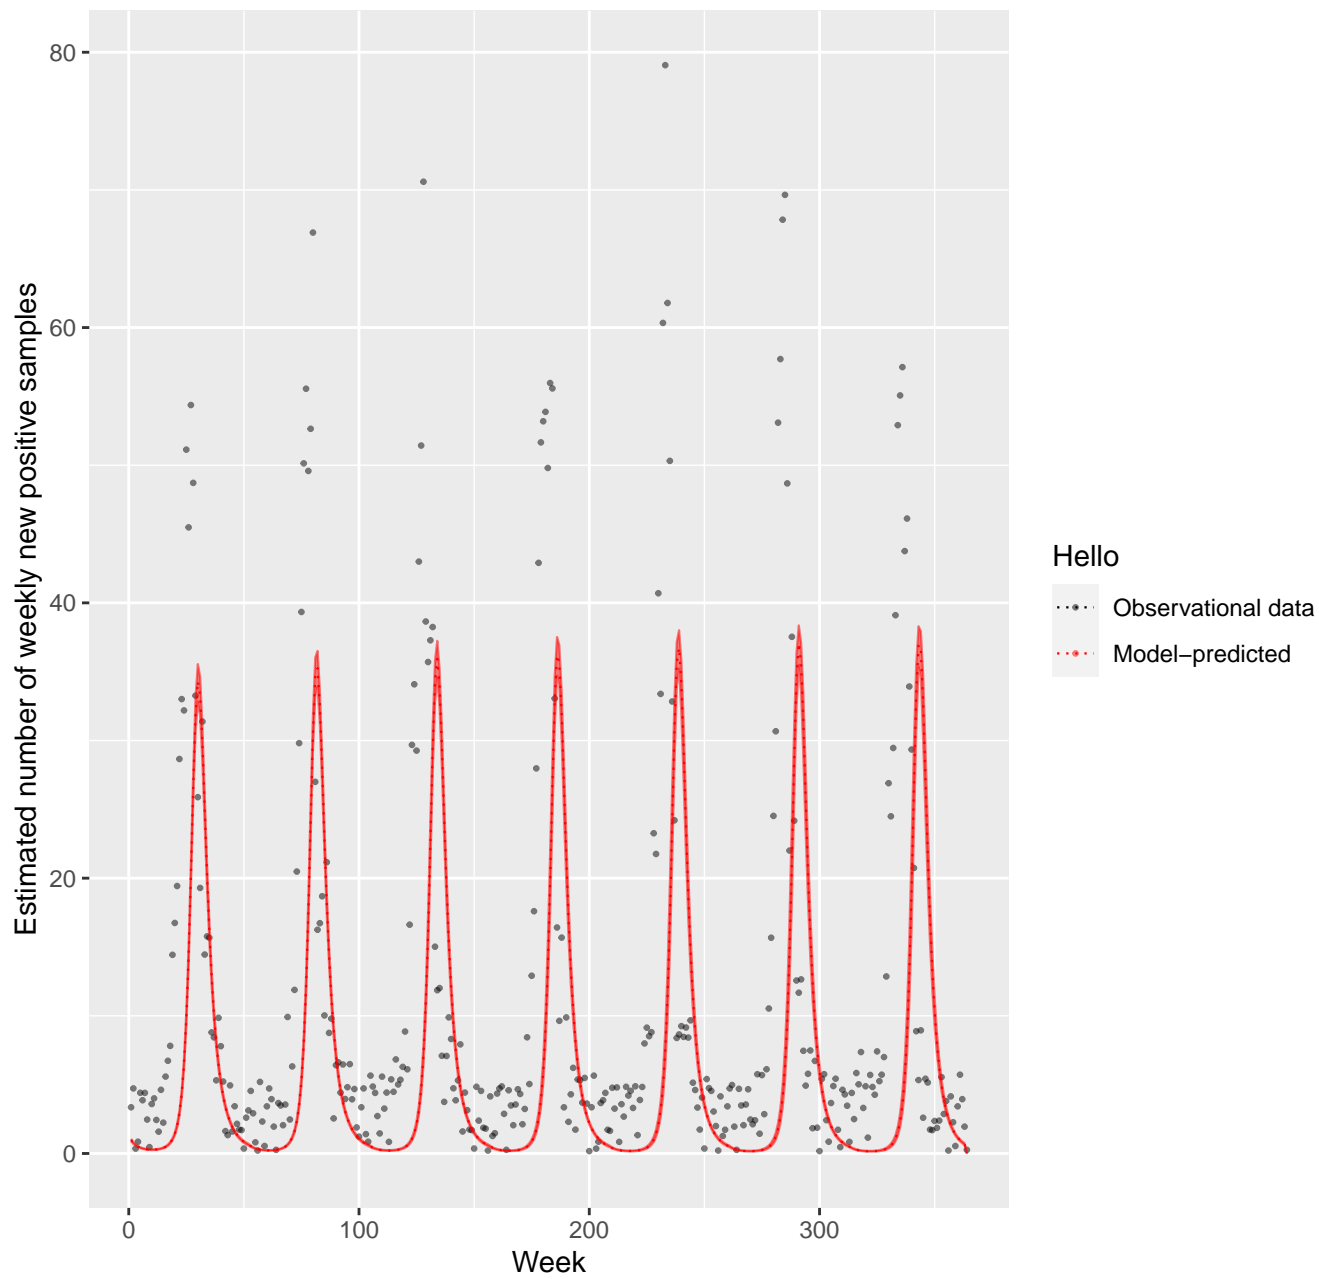 Estimated number of weekly new positive samples
80
60
40
20
0
0 100 200 300
Week
Hello
Observational data
Model−predicted